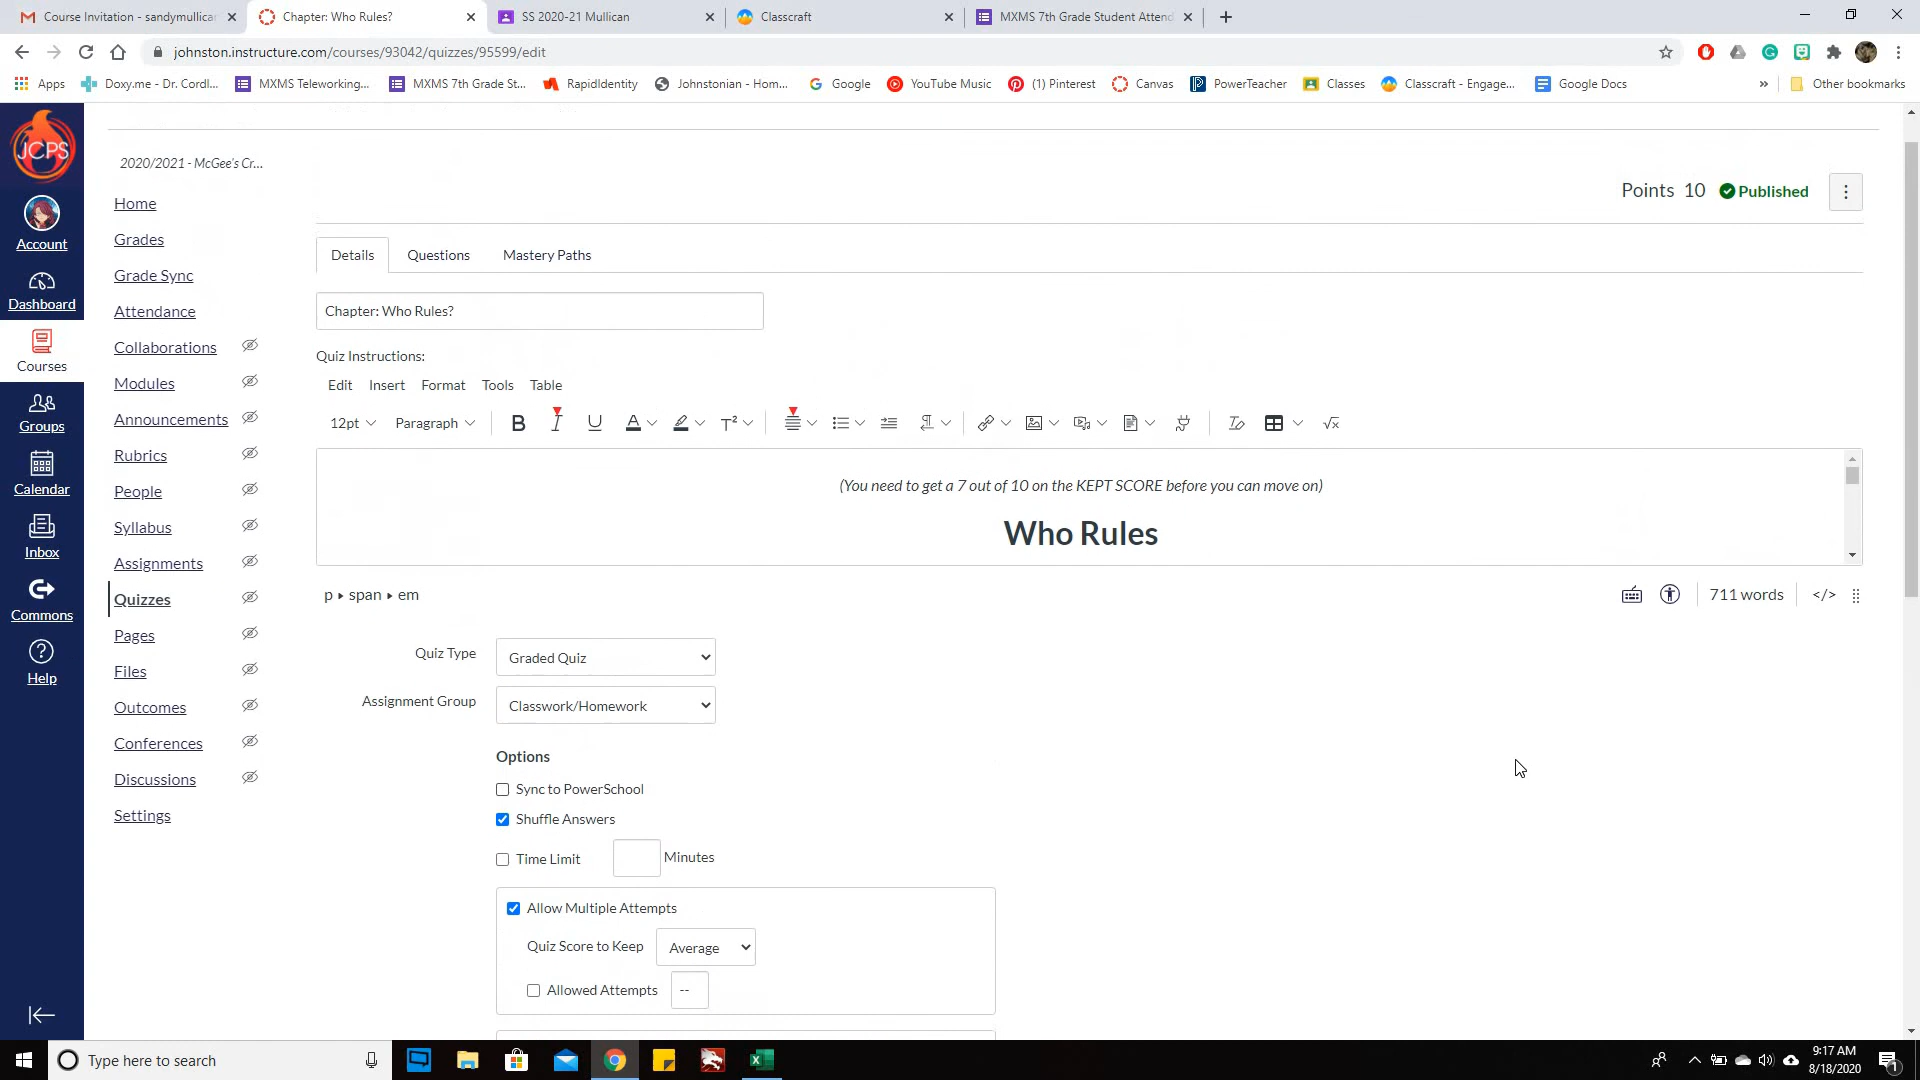 Course Invitation - sandymullica
Chapter: Who Rules?
SS 2020-21 Mullican
Classcraft
MXMS 7th Grade Student Attend
johnston.instructure.com/courses/93042/quizzes/95599/edit
Apps
Doxy.me - Dr. Cordl...
MXMS Teleworking...
MXMS 7th Grade St...
RapidIdentity
Johnstonian - Hom...
Google
YouTube Music
(1) Pinterest
Canvas
PowerTeacher
Classes
Classcraft - Engage...
Google Docs
»
Other bookmarks
JCPS
Account
Dashboard
Courses
Groups
Calendar
Inbox
Commons
Help
2020/2021 - McGee's Cr...
Home
Grades
Grade Sync
Attendance
Collaborations
Modules
Announcements
Rubrics
People
Syllabus
Assignments
Quizzes
Pages
Files
Outcomes
Conferences
Discussions
Settings
Points 10 Published
Details Questions Mastery Paths
Chapter: Who Rules?
Quiz Instructions:
Edit Insert Format Tools Table
12pt Paragraph B I U A T²
(You need to get a 7 out of 10 on the KEPT SCORE before you can move on)
Who Rules
p ▸ span ▸ em
711 words </>
Quiz Type Graded Quiz
Assignment Group Classwork/Homework
Options
Sync to PowerSchool
Shuffle Answers
Time Limit Minutes
Allow Multiple Attempts
Quiz Score to Keep Average
Allowed Attempts --
Type here to search
9:17 AM
8/18/2020
1